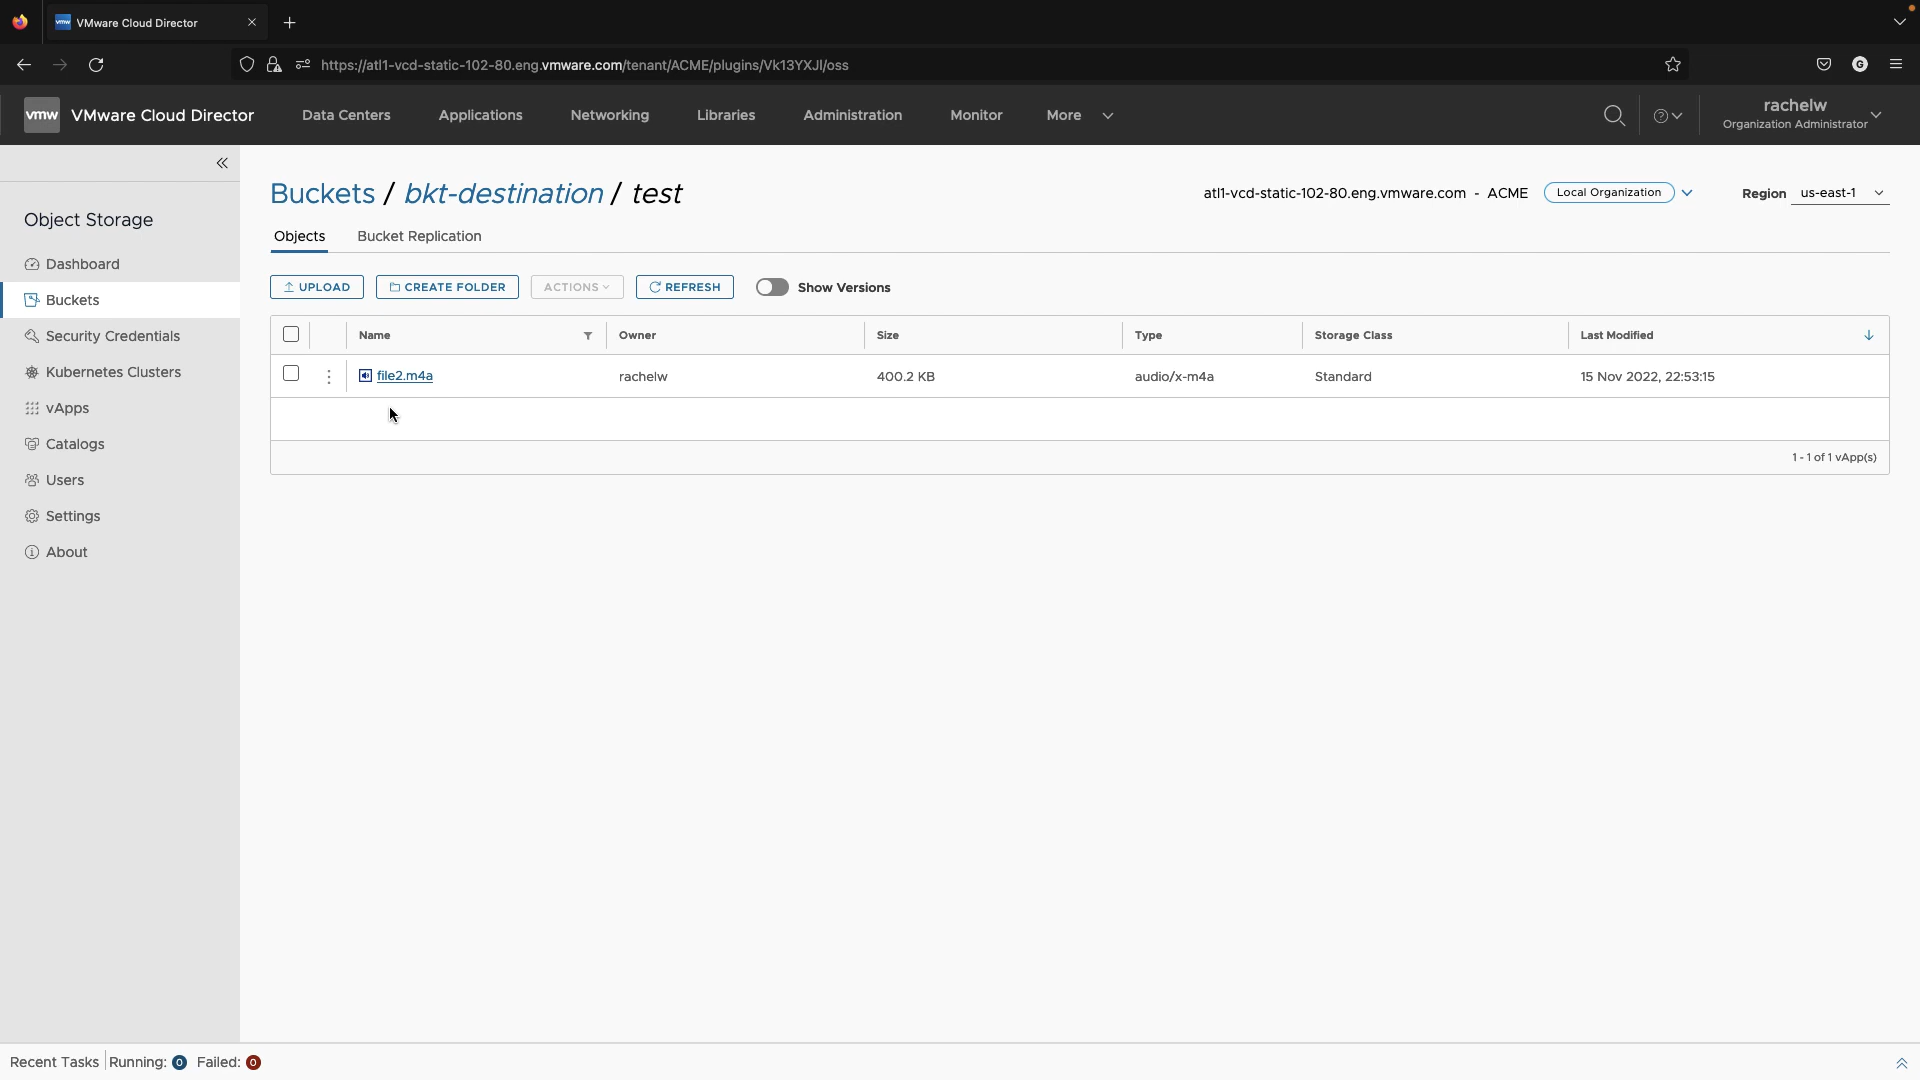 VMware Cloud Director
https://atl1-vcd-static-102-80.eng.vmware.com/tenant/ACME/plugins/Vk13YXJl/oss
G
vmw VMware Cloud Director Data Centers Applications Networking Libraries Administration Monitor More
rachelw
Organization Administrator
Object Storage
Dashboard
Buckets
Security Credentials
Kubernetes Clusters
vApps
Catalogs
Users
Settings
About
Buckets / bkt-destination / test
atl1-vcd-static-102-80.eng.vmware.com - ACME Local Organization Region us-east-1
Objects Bucket Replication
UPLOAD CREATE FOLDER ACTIONS REFRESH Show Versions
Name Owner Size Type Storage Class Last Modified
file2.m4a rachelw 400.2 KB audio/x-m4a Standard 15 Nov 2022, 22:53:15
1 - 1 of 1 vApp(s)
Recent Tasks Running: 0 Failed: 0